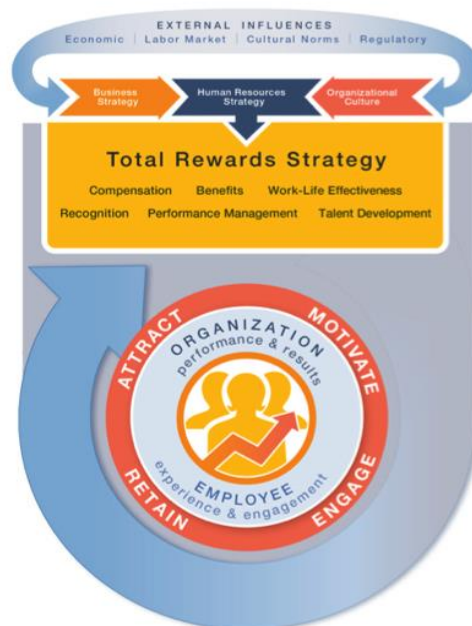 EXTERNAL INFLUENCES
Economic | Labor Market | Cultural Norms | Regulatory
Business Strategy
Human Resources Strategy
Organizational Culture
Total Rewards Strategy
Compensation Benefits Work-Life Effectiveness
Recognition Performance Management Talent Development
ATTRACT
MOTIVATE
ORGANIZATION
performance & results
EMPLOYEE
experience & engagement
RETAIN
ENGAGE